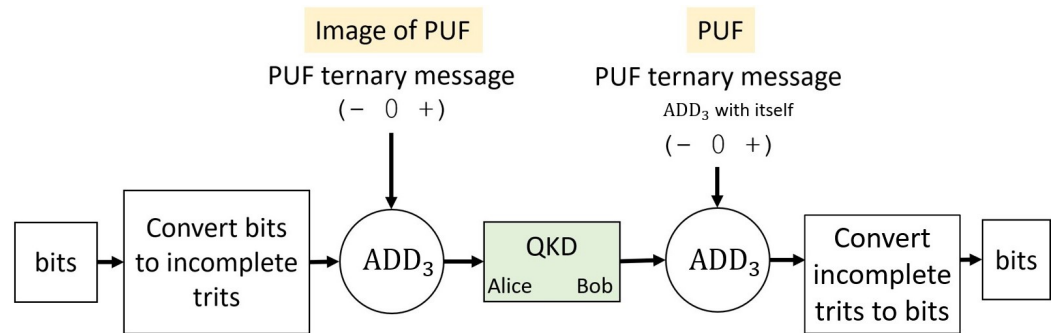 Image of PUF
PUF ternary message
(− 0 +)
PUF
PUF ternary message
ADD₃ with itself
(− 0 +)
bits
Convert bits
to incomplete
trits
ADD₃
QKD
Alice Bob
ADD₃
Convert
incomplete
trits to bits
bits